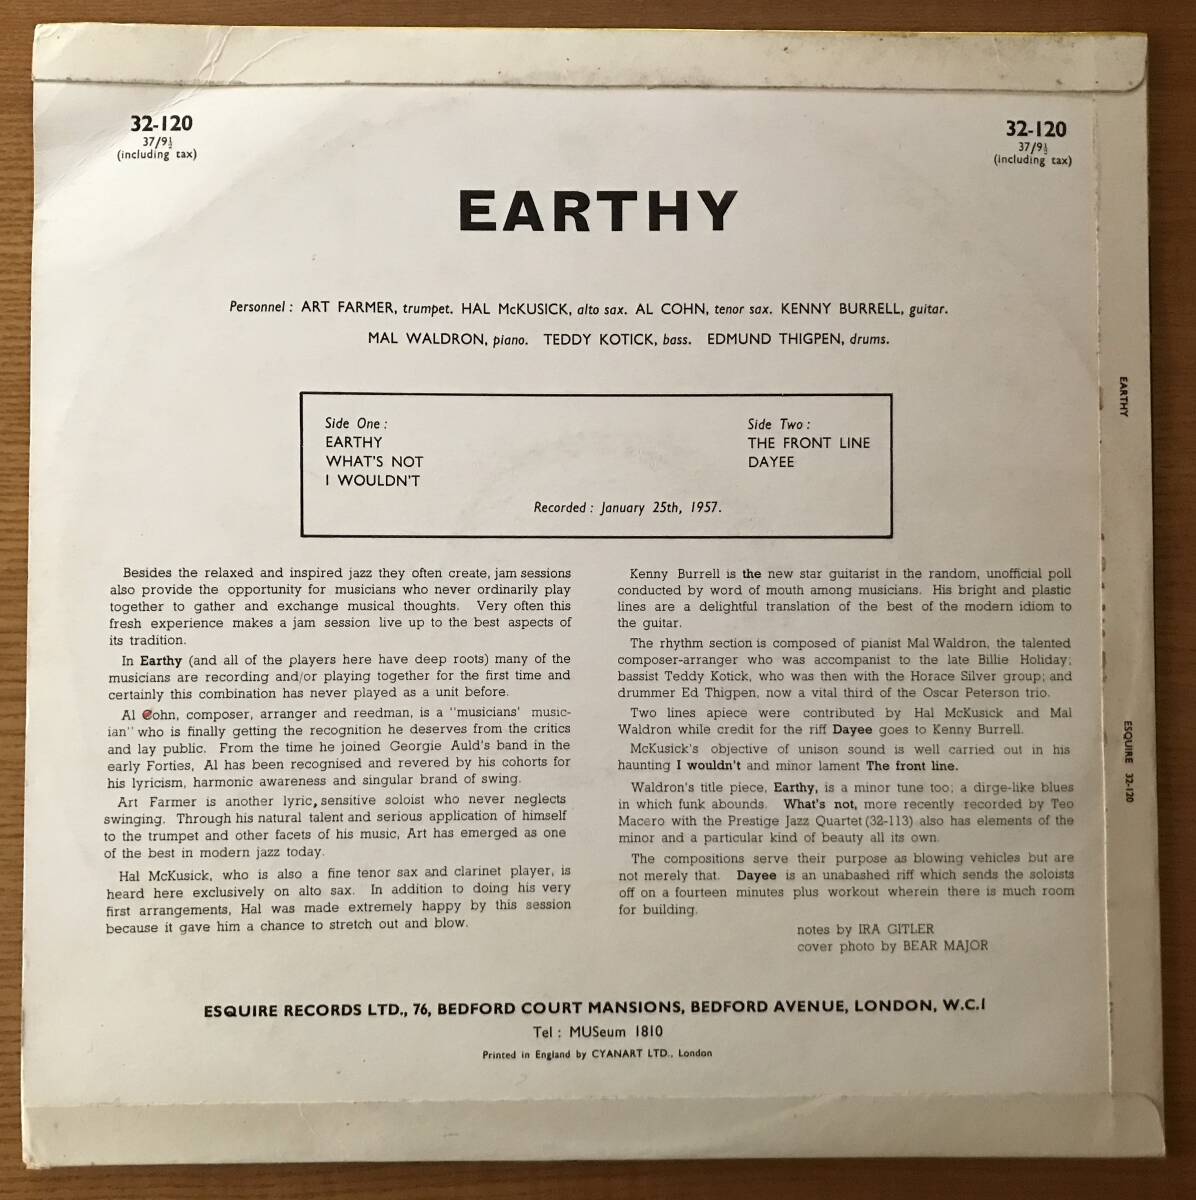 32-120
37/9½
(including tax)
32-120
37/9½
(including tax)
EARTHY
Personnel : ART FARMER, trumpet. HAL McKUSICK, alto sax. AL COHN, tenor sax. KENNY BURRELL, guitar.
MAL WALDRON, piano. TEDDY KOTICK, bass. EDMUND THIGPEN, drums.
Side One :
EARTHY
WHAT'S NOT
I WOULDN'T
Side Two :
THE FRONT LINE
DAYEE
Recorded : January 25th, 1957.
Besides the relaxed and inspired jazz they often create, jam sessions
also provide the opportunity for musicians who never ordinarily play
together to gather and exchange musical thoughts. Very often this
fresh experience makes a jam session live up to the best aspects of
its tradition.
In Earthy (and all of the players here have deep roots) many of the
musicians are recording and/or playing together for the first time and
certainly this combination has never played as a unit before.
Al Cohn, composer, arranger and reedman, is a "musicians' music-
ian" who is finally getting the recognition he deserves from the critics
and lay public. From the time he joined Georgie Auld's band in the
early Forties, Al has been recognised and revered by his cohorts for
his lyricism, harmonic awareness and singular brand of swing.
Art Farmer is another lyric, sensitive soloist who never neglects
swinging. Through his natural talent and serious application of himself
to the trumpet and other facets of his music, Art has emerged as one
of the best in modern jazz today.
Hal McKusick, who is also a fine tenor sax and clarinet player, is
heard here exclusively on alto sax. In addition to doing his very
first arrangements, Hal was made extremely happy by this session
because it gave him a chance to stretch out and blow.
Kenny Burrell is the new star guitarist in the random, unofficial poll
conducted by word of mouth among musicians. His bright and plastic
lines are a delightful translation of the best of the modern idiom to
the guitar.
The rhythm section is composed of pianist Mal Waldron, the talented
composer-arranger who was accompanist to the late Billie Holiday;
bassist Teddy Kotick, who was then with the Horace Silver group; and
drummer Ed Thigpen, now a vital third of the Oscar Peterson trio.
Two lines apiece were contributed by Hal McKusick and Mal
Waldron while credit for the riff Dayee goes to Kenny Burrell.
McKusick's objective of unison sound is well carried out in his
haunting I wouldn't and minor lament The front line.
Waldron's title piece, Earthy, is a minor tune too; a dirge-like blues
in which funk abounds. What's not, more recently recorded by Teo
Macero with the Prestige Jazz Quartet (32-113) also has elements of the
minor and a particular kind of beauty all its own.
The compositions serve their purpose as blowing vehicles but are
not merely that. Dayee is an unabashed riff which sends the soloists
off on a fourteen minutes plus workout wherein there is much room
for building.
notes by IRA GITLER
cover photo by BEAR MAJOR
ESQUIRE RECORDS LTD., 76, BEDFORD COURT MANSIONS, BEDFORD AVENUE, LONDON, W.C.1
Tel : MUSeum 1810
Printed in England by CYANART LTD., London
EARTHY
ESQUIRE 32-120